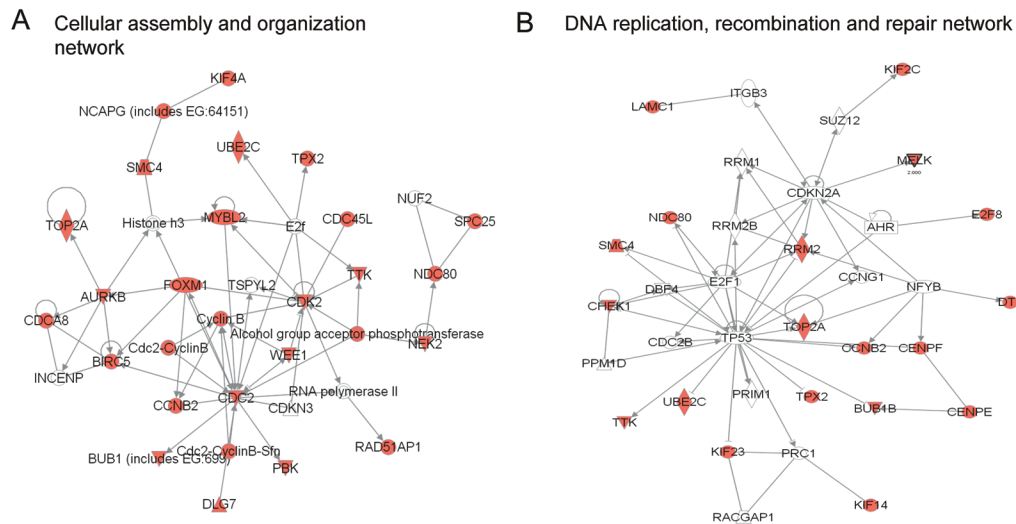 A Cellular assembly and organization
network
KIF4A
NCAPG (includes EG:64151)
UBE2C
TPX2
SMC4
NUF2
TOP2A
Histone h3
MYBL2
E2f
CDC45L
SPC25
NDC80
TTK
FOXM1
TSPYL2
AURKB
CDK2
CDCA8
Cyclin B
Alcohol group acceptor phosphotransferase
NEK2
Cdc2-CyclinB
WEE1
BIRC5
INCENP
RNA polymerase II
CDC2
CCNB2
CDKN3
RAD51AP1
Cdc2-CyclinB-Sfn
BUB1 (includes EG:699)
PBK
DLG7
B DNA replication, recombination and repair network
KIF2C
ITGB3
LAMC1
SUZ12
RRM1
MELK
2.000
CDKN2A
NDC80
AHR
E2F8
RRM2B
SMC4
RRM2
E2F1
CCNG1
DBF4
NFYB
CHEK1
DT
TOP2A
TP53
CDC2B
CCNB2
CENPF
PPM1D
PRIM1
UBE2C
TPX2
BUB1B
CENPE
TTK
KIF23
PRC1
KIF14
RACGAP1